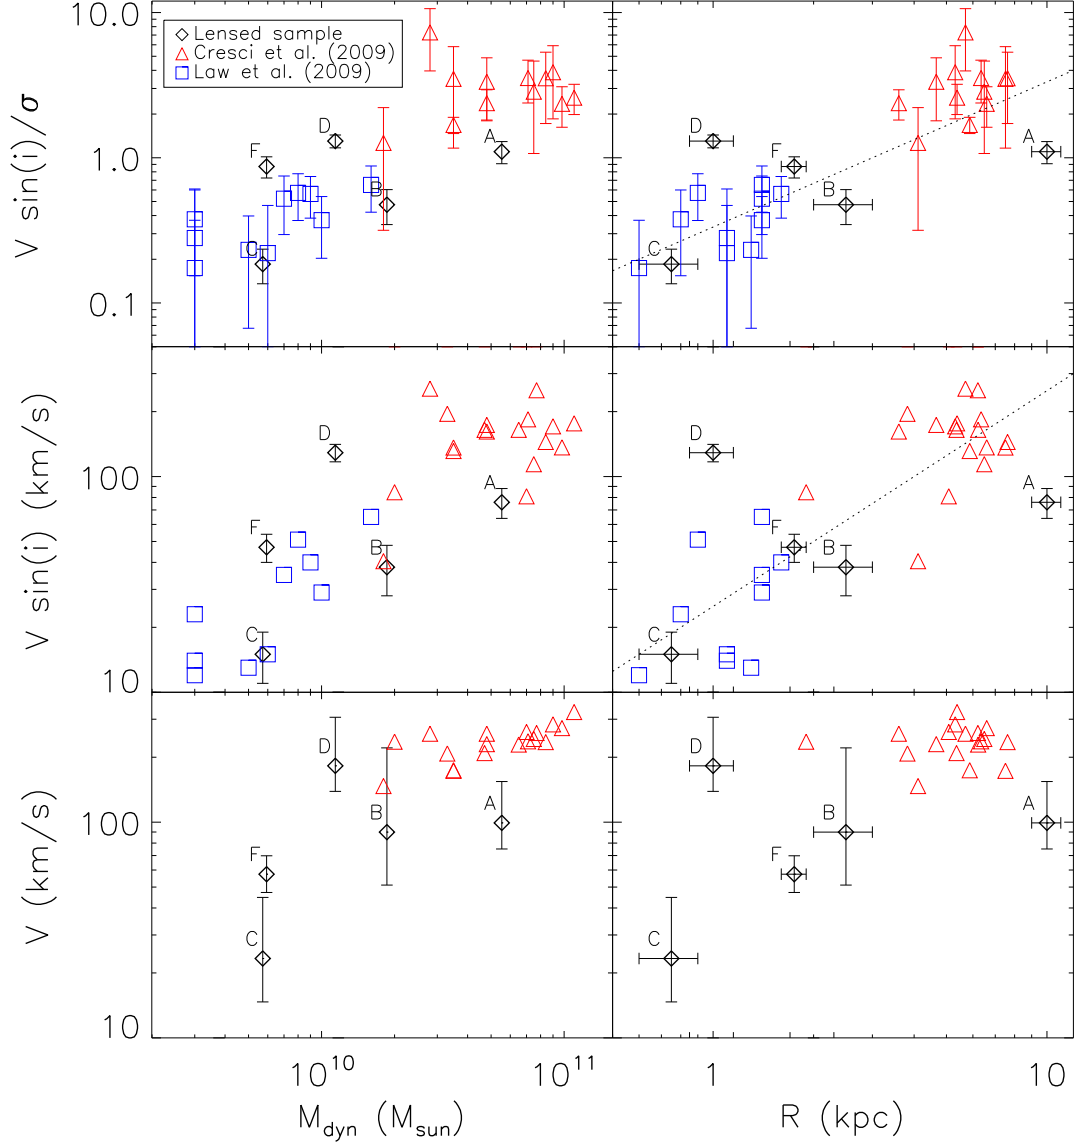 Lensed sample
Cresci et al. (2009)
Law et al. (2009)
V sin(i)/σ
10.0
1.0
0.1
D
F
A
B
C
D
F
A
B
C
V sin(i) (km/s)
100
10
D
F
A
B
C
D
F
A
B
C
V (km/s)
100
10
D
B
A
F
C
D
B
A
F
C
10^10
10^11
1
10
M_dyn (M_sun)
R (kpc)